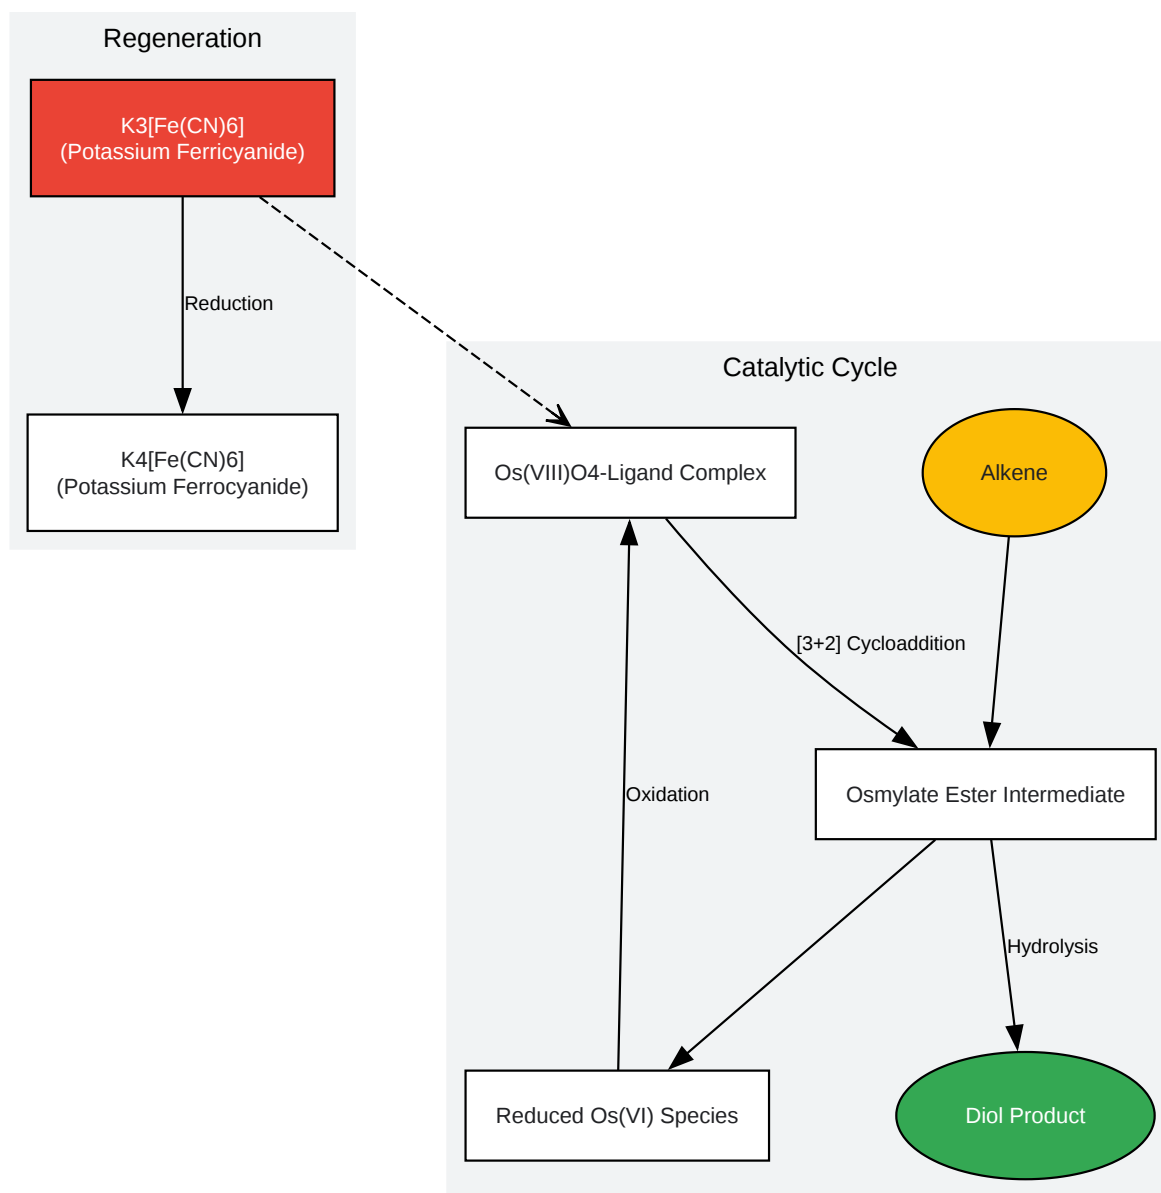 Regeneration
K3[Fe(CN)6]
(Potassium Ferricyanide)
Reduction
K4[Fe(CN)6]
(Potassium Ferrocyanide)
Catalytic Cycle
Os(VIII)O4-Ligand Complex
Alkene
[3+2] Cycloaddition
Oxidation
Osmylate Ester Intermediate
Hydrolysis
Reduced Os(VI) Species
Diol Product